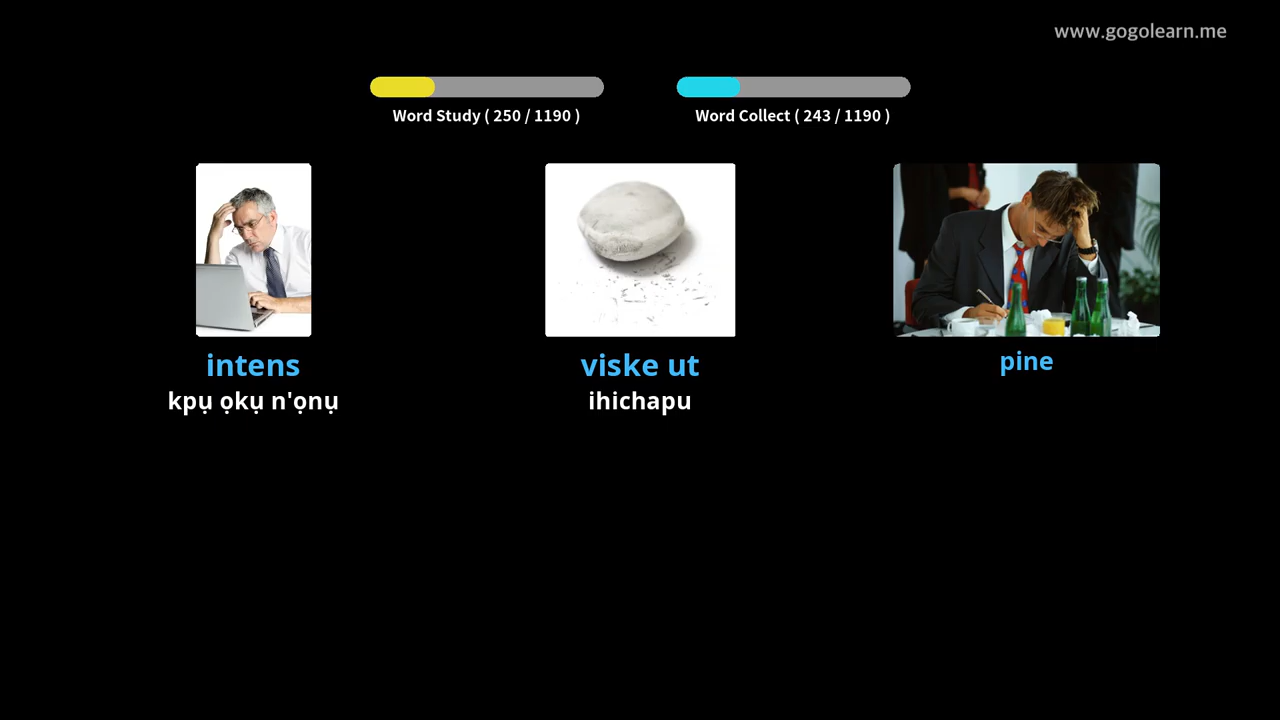 www.gogolearn.me
Word Study ( 250 / 1190 )
Word Collect ( 243 / 1190 )
intens
kpụ ọkụ n'ọnụ
viske ut
ihichapu
pine